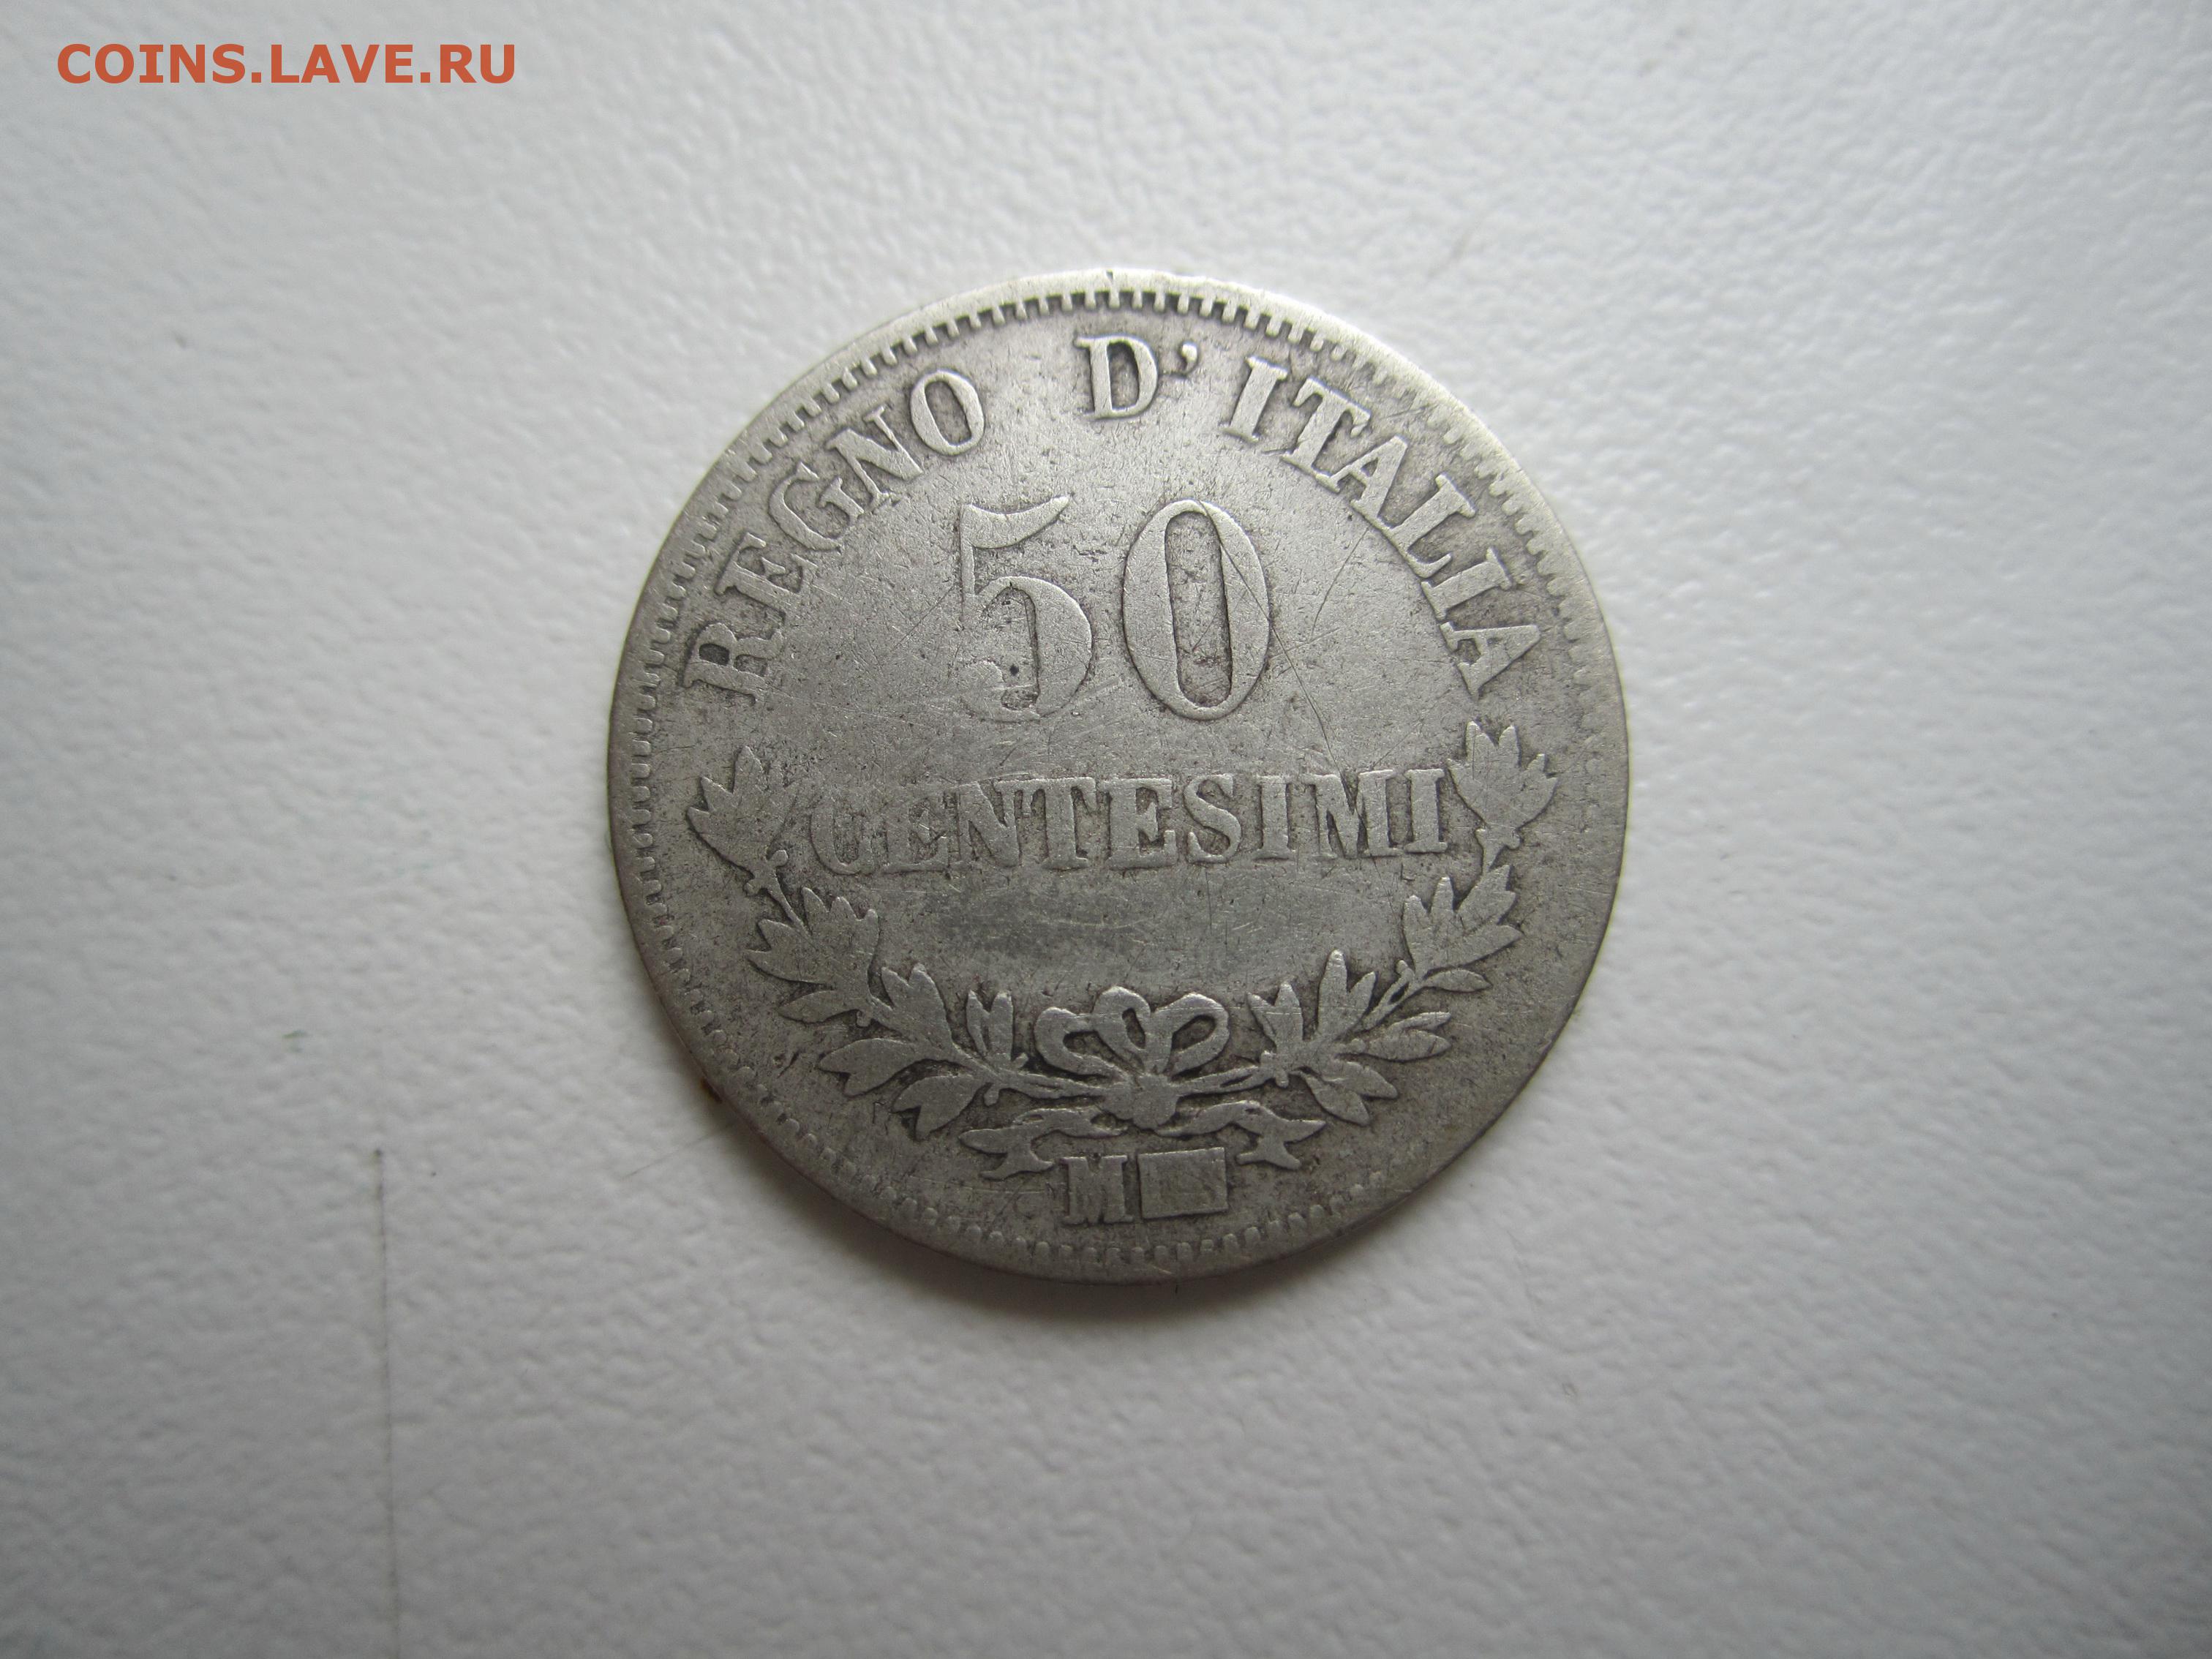 COINS.LAVE.RU
REGNO D'ITALIA
50
CENTESIMI
M